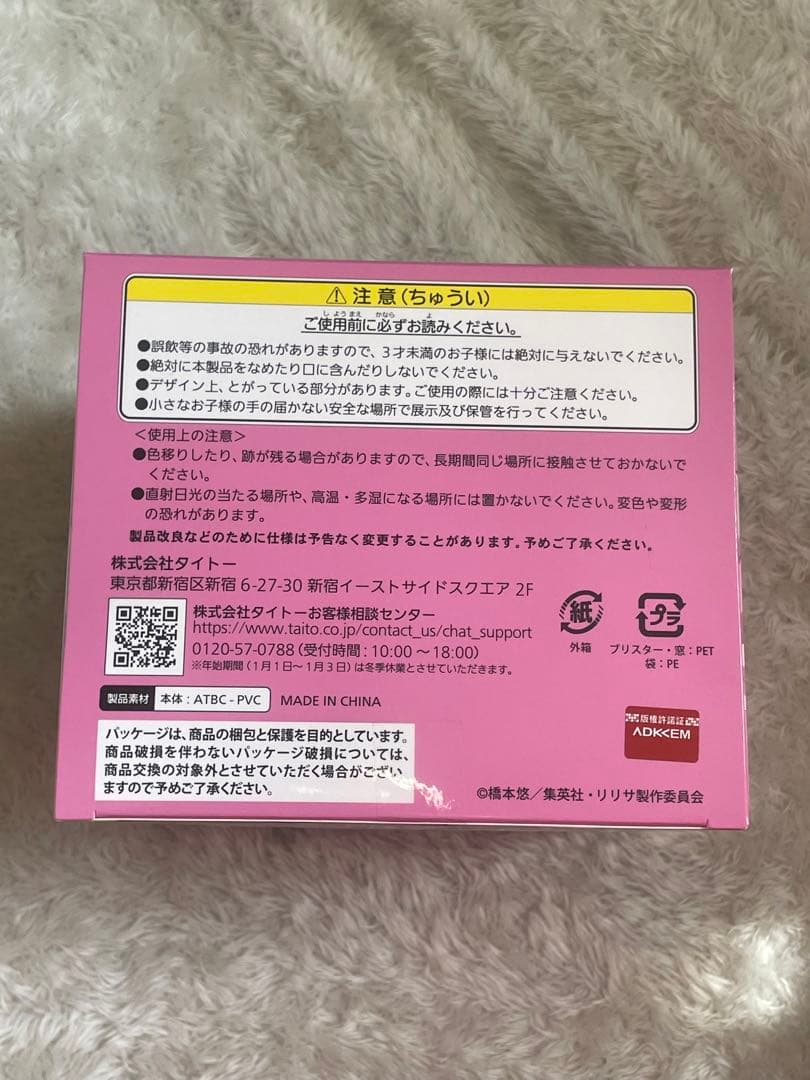 注意(ちゅうい)
ご使用前に必ずお読みください。
●誤飲等の事故の恐れがありますので、3才未満のお子様には絶対に与えないでください。
●絶対に本製品をなめたり口に含んだりしないでください。
●デザイン上、とがっている部分があります。ご使用の際には十分ご注意ください。
●小さなお子様の手の届かない安全な場所で展示及び保管を行ってください。
<使用上の注意>
●色移りしたり、跡が残る場合がありますので、長期間同じ場所に接触させておかないで
ください。
●直射日光の当たる場所や、高温・多湿になる場所には置かないでください。変色や変形
の恐れがあります。
製品改良などのために仕様は予告なく変更することがあります。予めご了承ください。
株式会社タイトー
東京都新宿区新宿 6-27-30 新宿イーストサイドスクエア 2F
株式会社タイトーお客様相談センター
https://www.taito.co.jp/contact_us/chat_support
0120-57-0788(受付時間:10:00~18:00)
※年始期間(1月1日~1月3日)は冬季休業とさせていただきます。
紙
外箱
プラ
ブリスター・窓:PET
袋:PE
製品素材 本体:ATBC-PVC MADE IN CHINA
パッケージは、商品の梱包と保護を目的としています。
商品破損を伴わないパッケージ破損については、
商品交換の対象外とさせていただく場合がござい
ますので予めご了承ください。
版権許諾証
ADKEM
©橋本悠/集英社・リリサ製作委員会